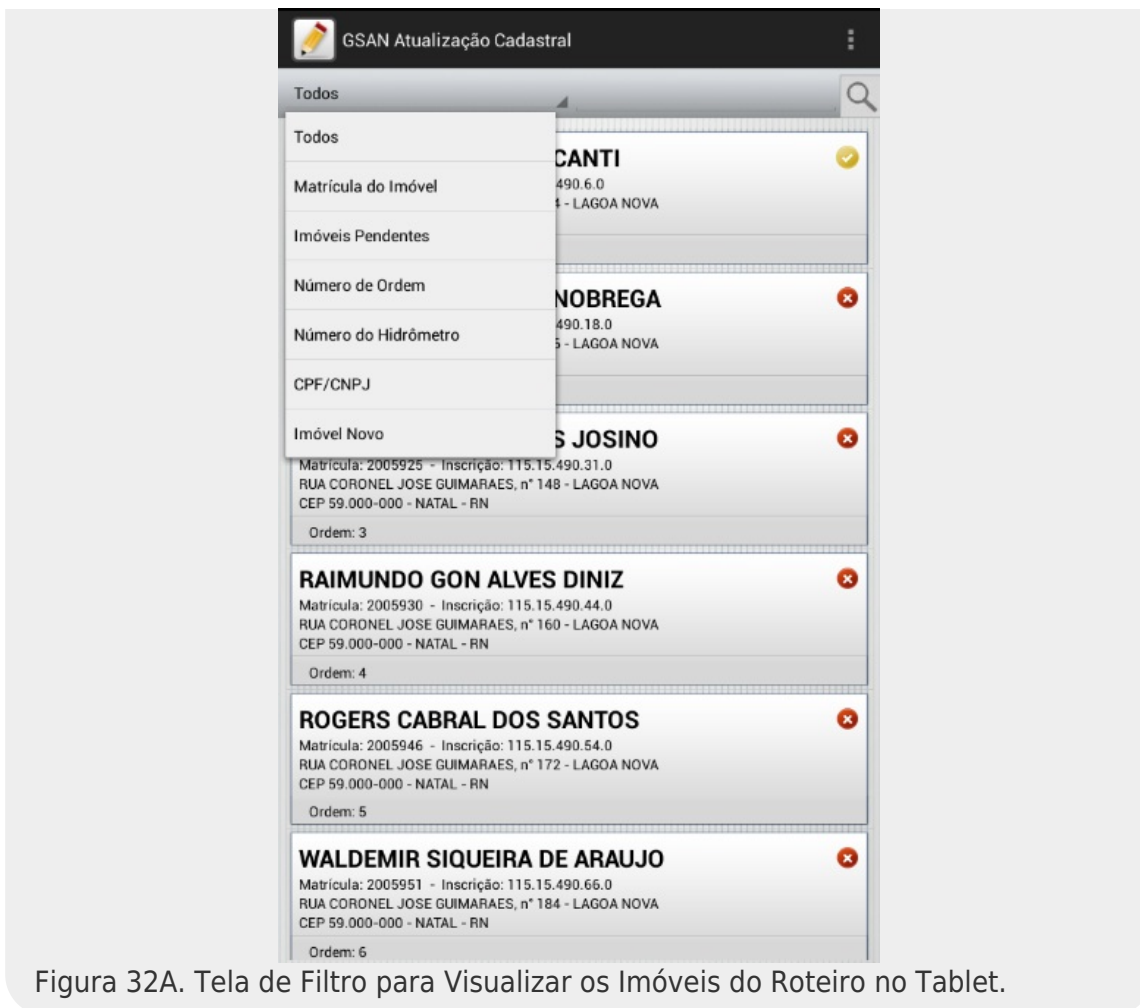 GSAN Atualização Cadastral
Todos
Todos
Matrícula do Imóvel
Imóveis Pendentes
Número de Ordem
Número do Hidrômetro
CPF/CNPJ
Imóvel Novo
CANTI
490.6.0
4 - LAGOA NOVA
NOBREGA
490.18.0
- LAGOA NOVA
S JOSINO
Matrícula: 2005925 - Inscrição: 115.15.490.31.0
RUA CORONEL JOSE GUIMARAES, n° 148 - LAGOA NOVA
CEP 59.000-000 - NATAL - RN
Ordem: 3
RAIMUNDO GON ALVES DINIZ
Matrícula: 2005930 - Inscrição: 115.15.490.44.0
RUA CORONEL JOSE GUIMARAES, n° 160 - LAGOA NOVA
CEP 59.000-000 - NATAL - RN
Ordem: 4
ROGERS CABRAL DOS SANTOS
Matrícula: 2005946 - Inscrição: 115.15.490.54.0
RUA CORONEL JOSE GUIMARAES, n° 172 - LAGOA NOVA
CEP 59.000-000 - NATAL - RN
Ordem: 5
WALDEMIR SIQUEIRA DE ARAUJO
Matrícula: 2005951 - Inscrição: 115.15.490.66.0
RUA CORONEL JOSE GUIMARAES, n° 184 - LAGOA NOVA
CEP 59.000-000 - NATAL - RN
Ordem: 6
Figura 32A. Tela de Filtro para Visualizar os Imóveis do Roteiro no Tablet.